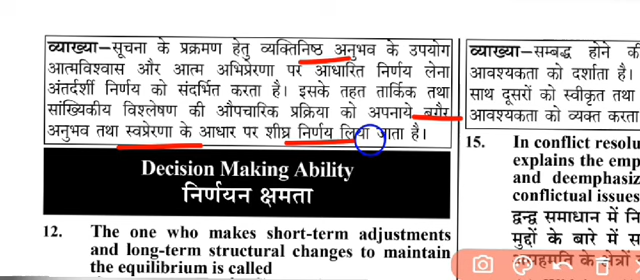 व्याख्या–सूचना के प्रक्रमण हेतु व्यक्तिनिष्ठ अनुभव के उपयोग
आत्मविश्वास और आत्म अभिप्रेरणा पर आधारित निर्णय लेना
अंतर्दर्शी निर्णय को संदर्भित करता है। इसके तहत तार्किक तथा
सांख्यिकीय विश्लेषण की औपचारिक प्रक्रिया को अपनाये बगैर
अनुभव तथा स्वप्रेरणा के आधार पर शीघ्र निर्णय लिया जाता है।
Decision Making Ability
निर्णयन क्षमता
12. The one who makes short-term adjustments
and long-term structural changes to maintain
the equilibrium is called
व्याख्या–सम्बद्ध होने की
आवश्यकता को दर्शाता है।
साथ दूसरों को स्वीकृत तथा
आवश्यकता को व्यक्त करता
15. In conflict resolu
explains the emp
and deemphasiz
conflictual issues
द्वन्द्व समाधान में नि
मुद्दों के बारे में स